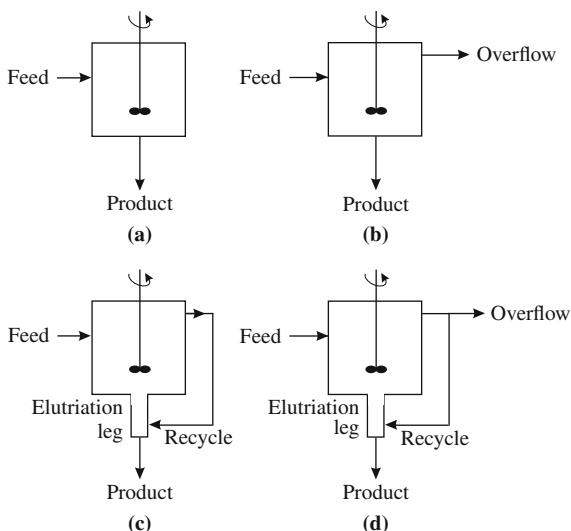 Feed
Product
(a)
Feed
Overflow
Product
(b)
Feed
Elutriation
leg
Recycle
Product
(c)
Feed
Overflow
Elutriation
leg
Recycle
Product
(d)